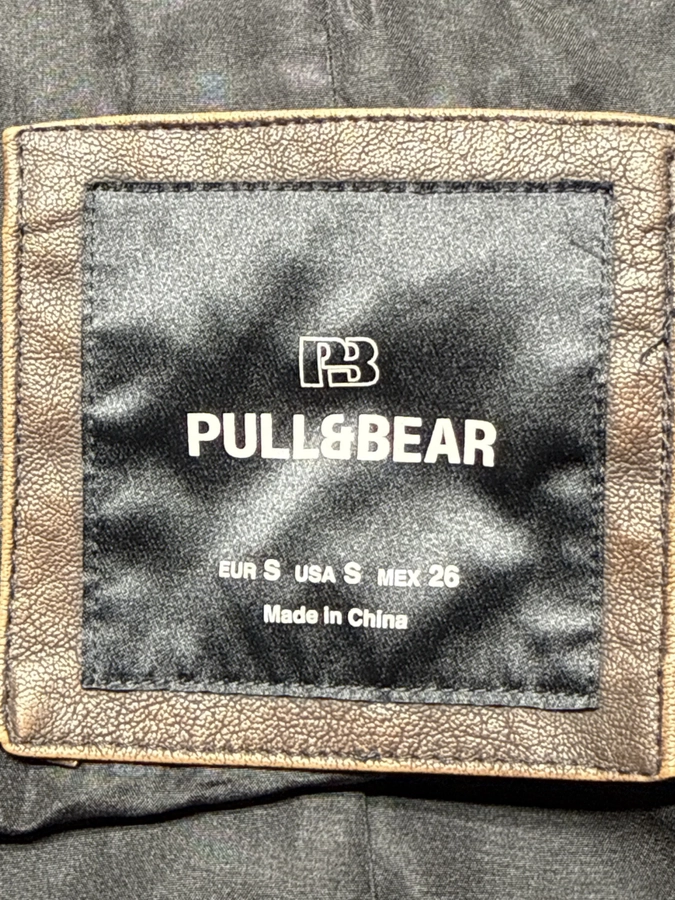 PB
PULL&BEAR
EUR S USA S MEX 26
Made in China